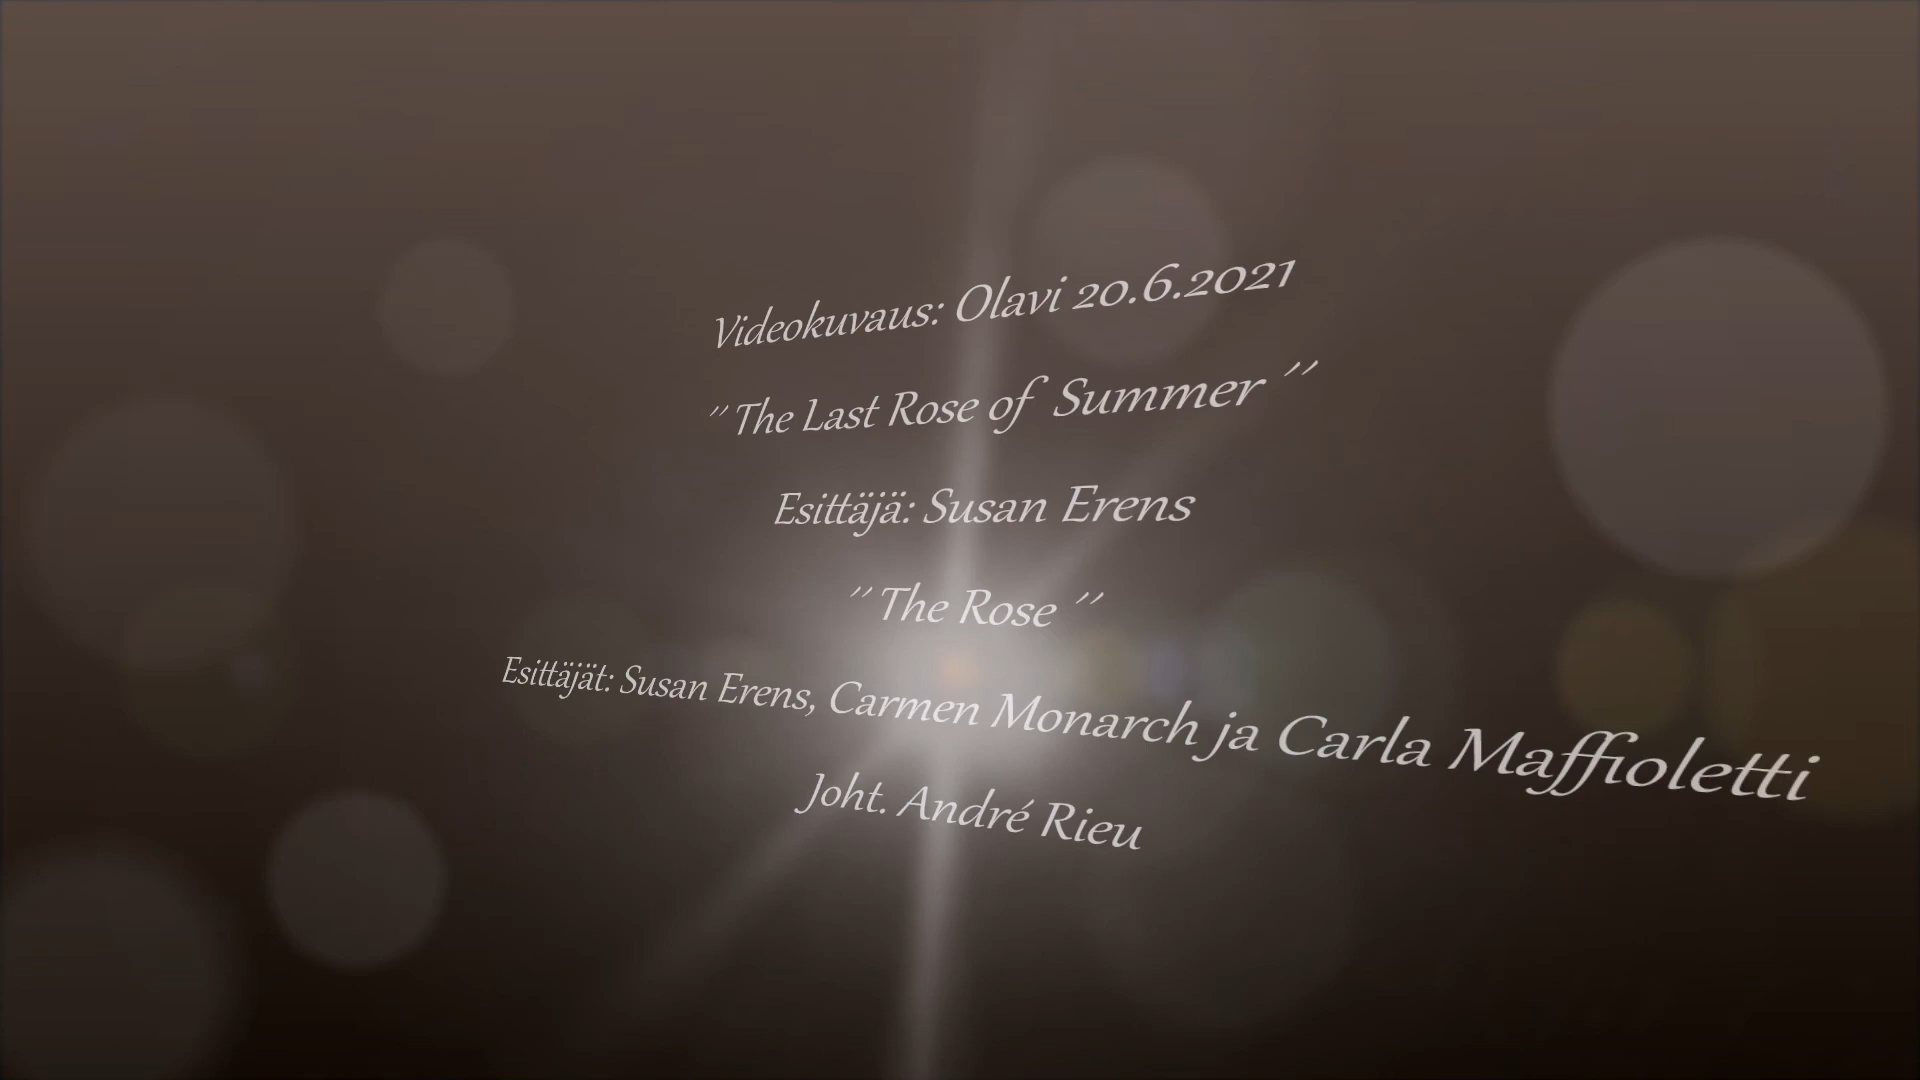 Videokuvaus: Olavi 20.6.2021
" The Last Rose of Summer "
Esittäjä: Susan Erens
" The Rose "
Esittäjät: Susan Erens, Carmen Monarch ja Carla Maffioletti
Joht. André Rieu